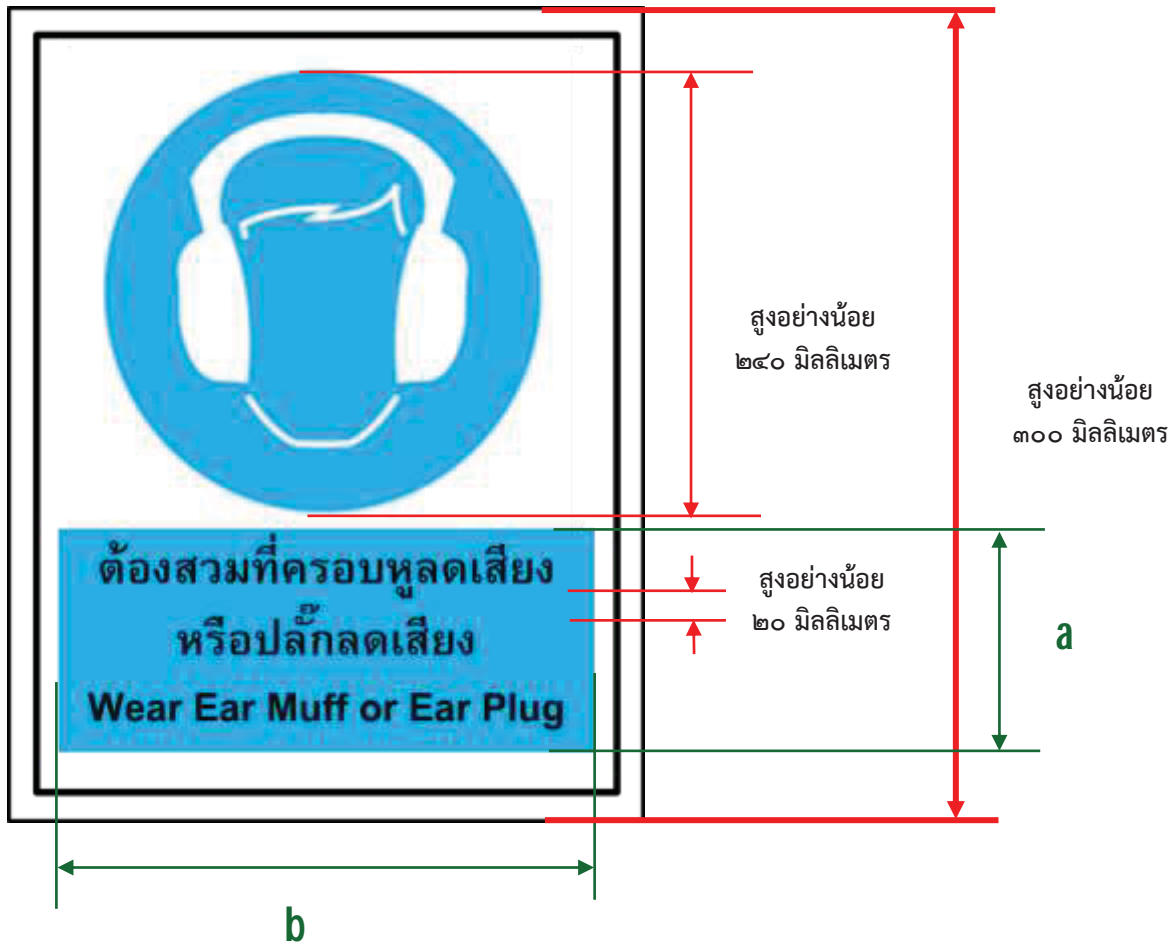 สูงอย่างน้อย
๒๔๐ มิลลิเมตร
สูงอย่างน้อย
๓๐๐ มิลลิเมตร
ต้องสวมที่ครอบหูลดเสียง
หรือปลั๊กลดเสียง
Wear Ear Muff or Ear Plug
สูงอย่างน้อย
๒๐ มิลลิเมตร
a
b